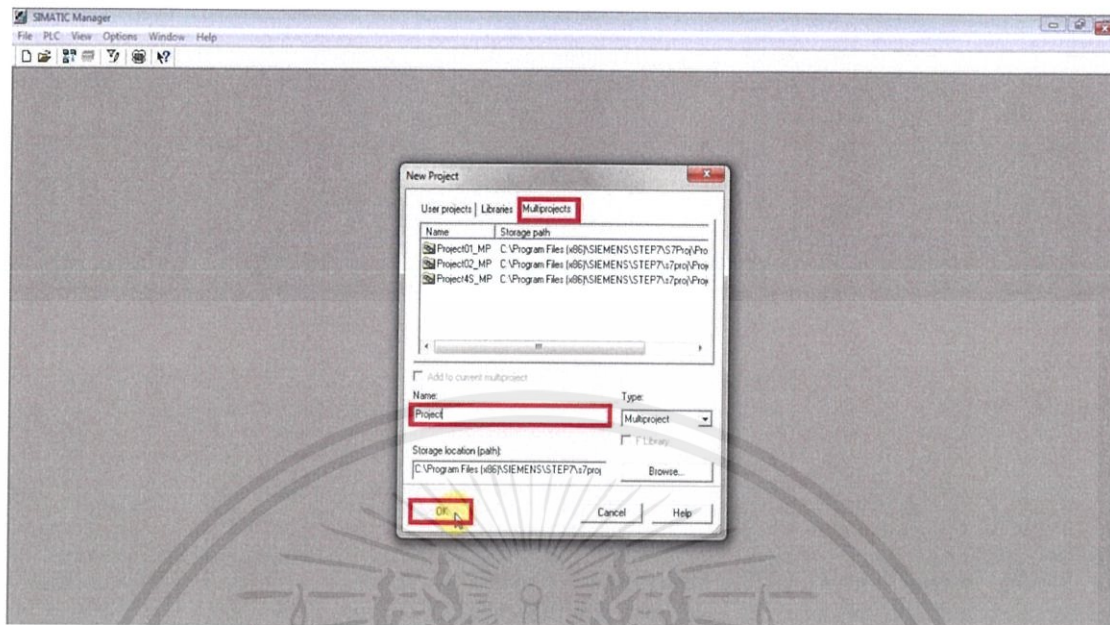 SIMATIC Manager
File PLC View Options Window Help
New Project
User projects Libraries Multiprojects
Name Storage path
Project01_MP C:\Program Files (x86)\SIEMENS\STEP7\S7Proj\Pro
Project02_MP C:\Program Files (x86)\SIEMENS\STEP7\s7proj\Proj
Project4S_MP C:\Program Files (x86)\SIEMENS\STEP7\s7proj\Proj
Add to current multiproject
Name: Type:
Project Multiproject
F Library
Storage location (path):
C:\Program Files (x86)\SIEMENS\STEP7\s7proj Browse...
OK Cancel Help